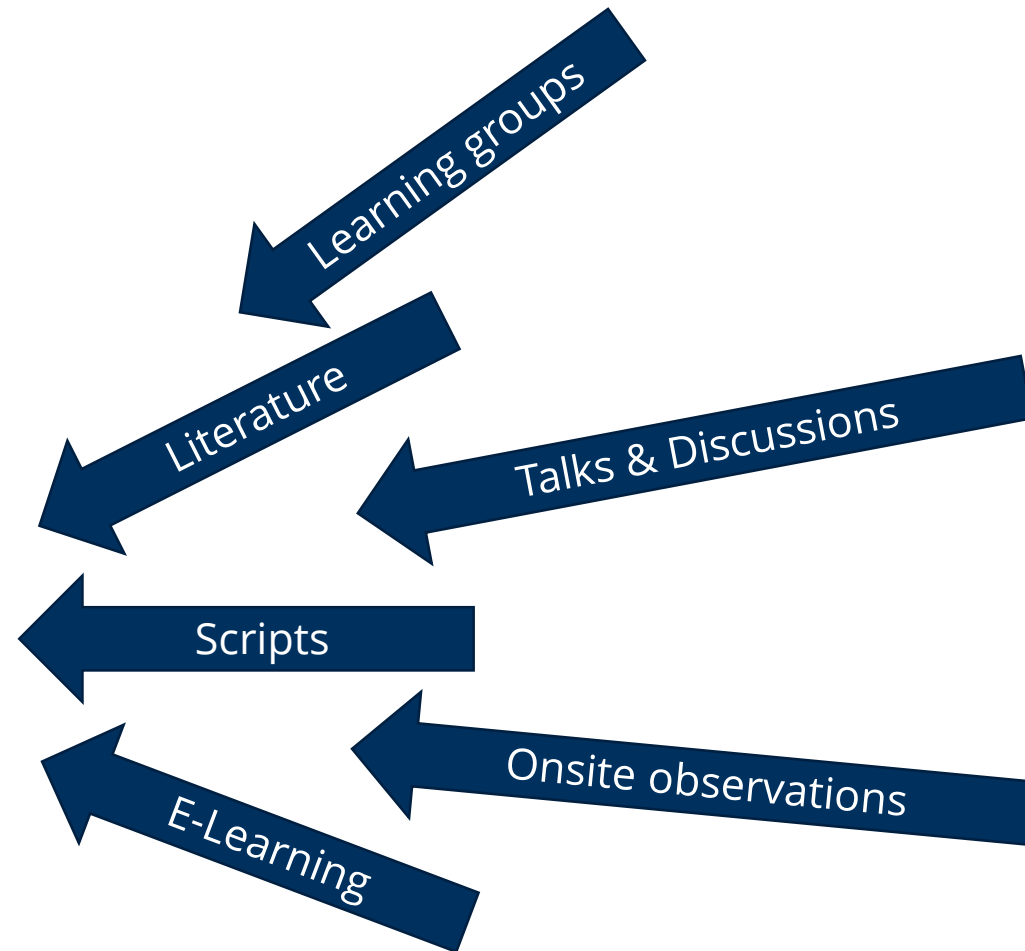 Learning groups
Literature
Talks & Discussions
Scripts
Onsite observations
E-Learning